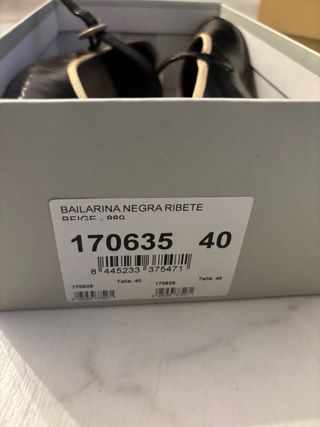 BAILARINA NEGRA RIBETE
BEIGE - 889
170635 40
8 445233 375471
170635 Talla: 40 170635 Talla: 40